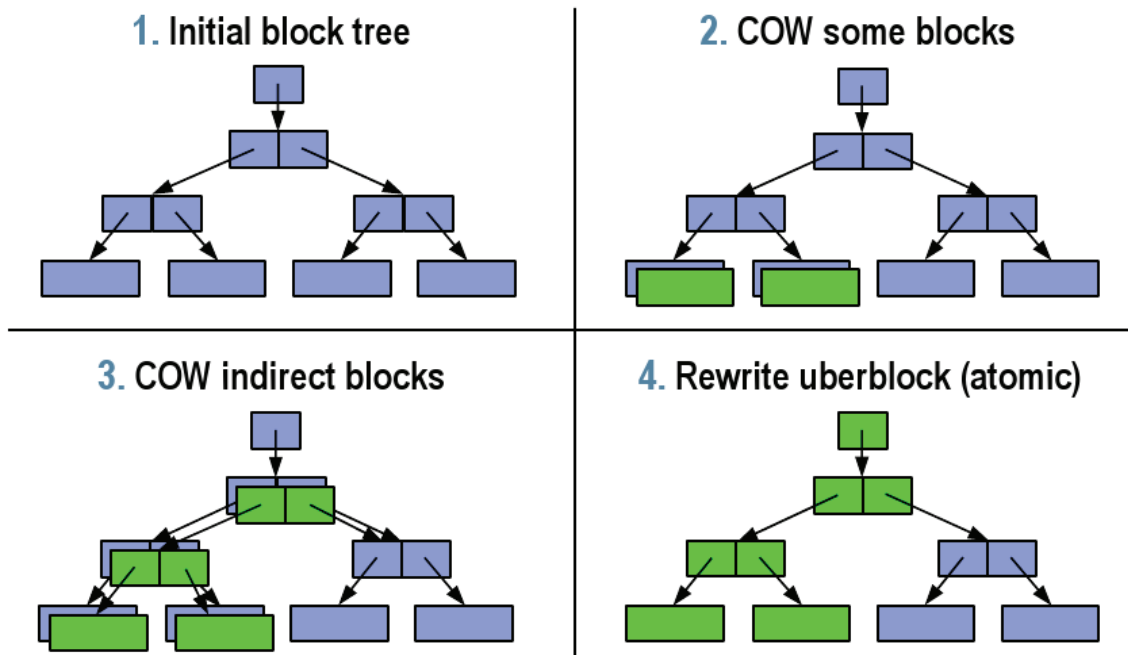 1. Initial block tree
2. COW some blocks
3. COW indirect blocks
4. Rewrite uberblock (atomic)